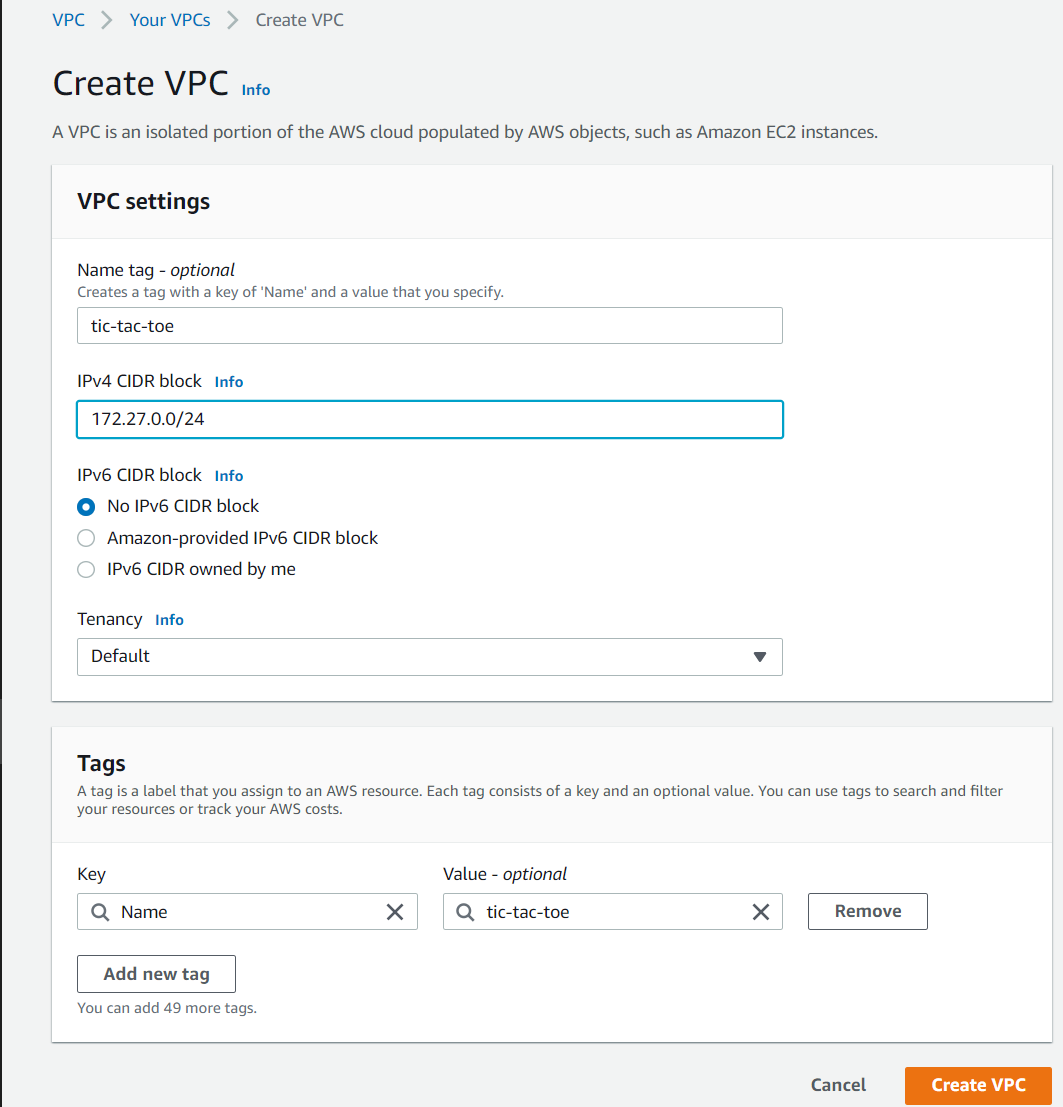 VPC > Your VPCs > Create VPC
Create VPC Info
A VPC is an isolated portion of the AWS cloud populated by AWS objects, such as Amazon EC2 instances.
VPC settings
Name tag - optional
Creates a tag with a key of 'Name' and a value that you specify.
tic-tac-toe
IPv4 CIDR block Info
172.27.0.0/24
IPv6 CIDR block Info
No IPv6 CIDR block
Amazon-provided IPv6 CIDR block
IPv6 CIDR owned by me
Tenancy Info
Default
Tags
A tag is a label that you assign to an AWS resource. Each tag consists of a key and an optional value. You can use tags to search and filter
your resources or track your AWS costs.
Key Value - optional
Name tic-tac-toe Remove
Add new tag
You can add 49 more tags.
Cancel Create VPC